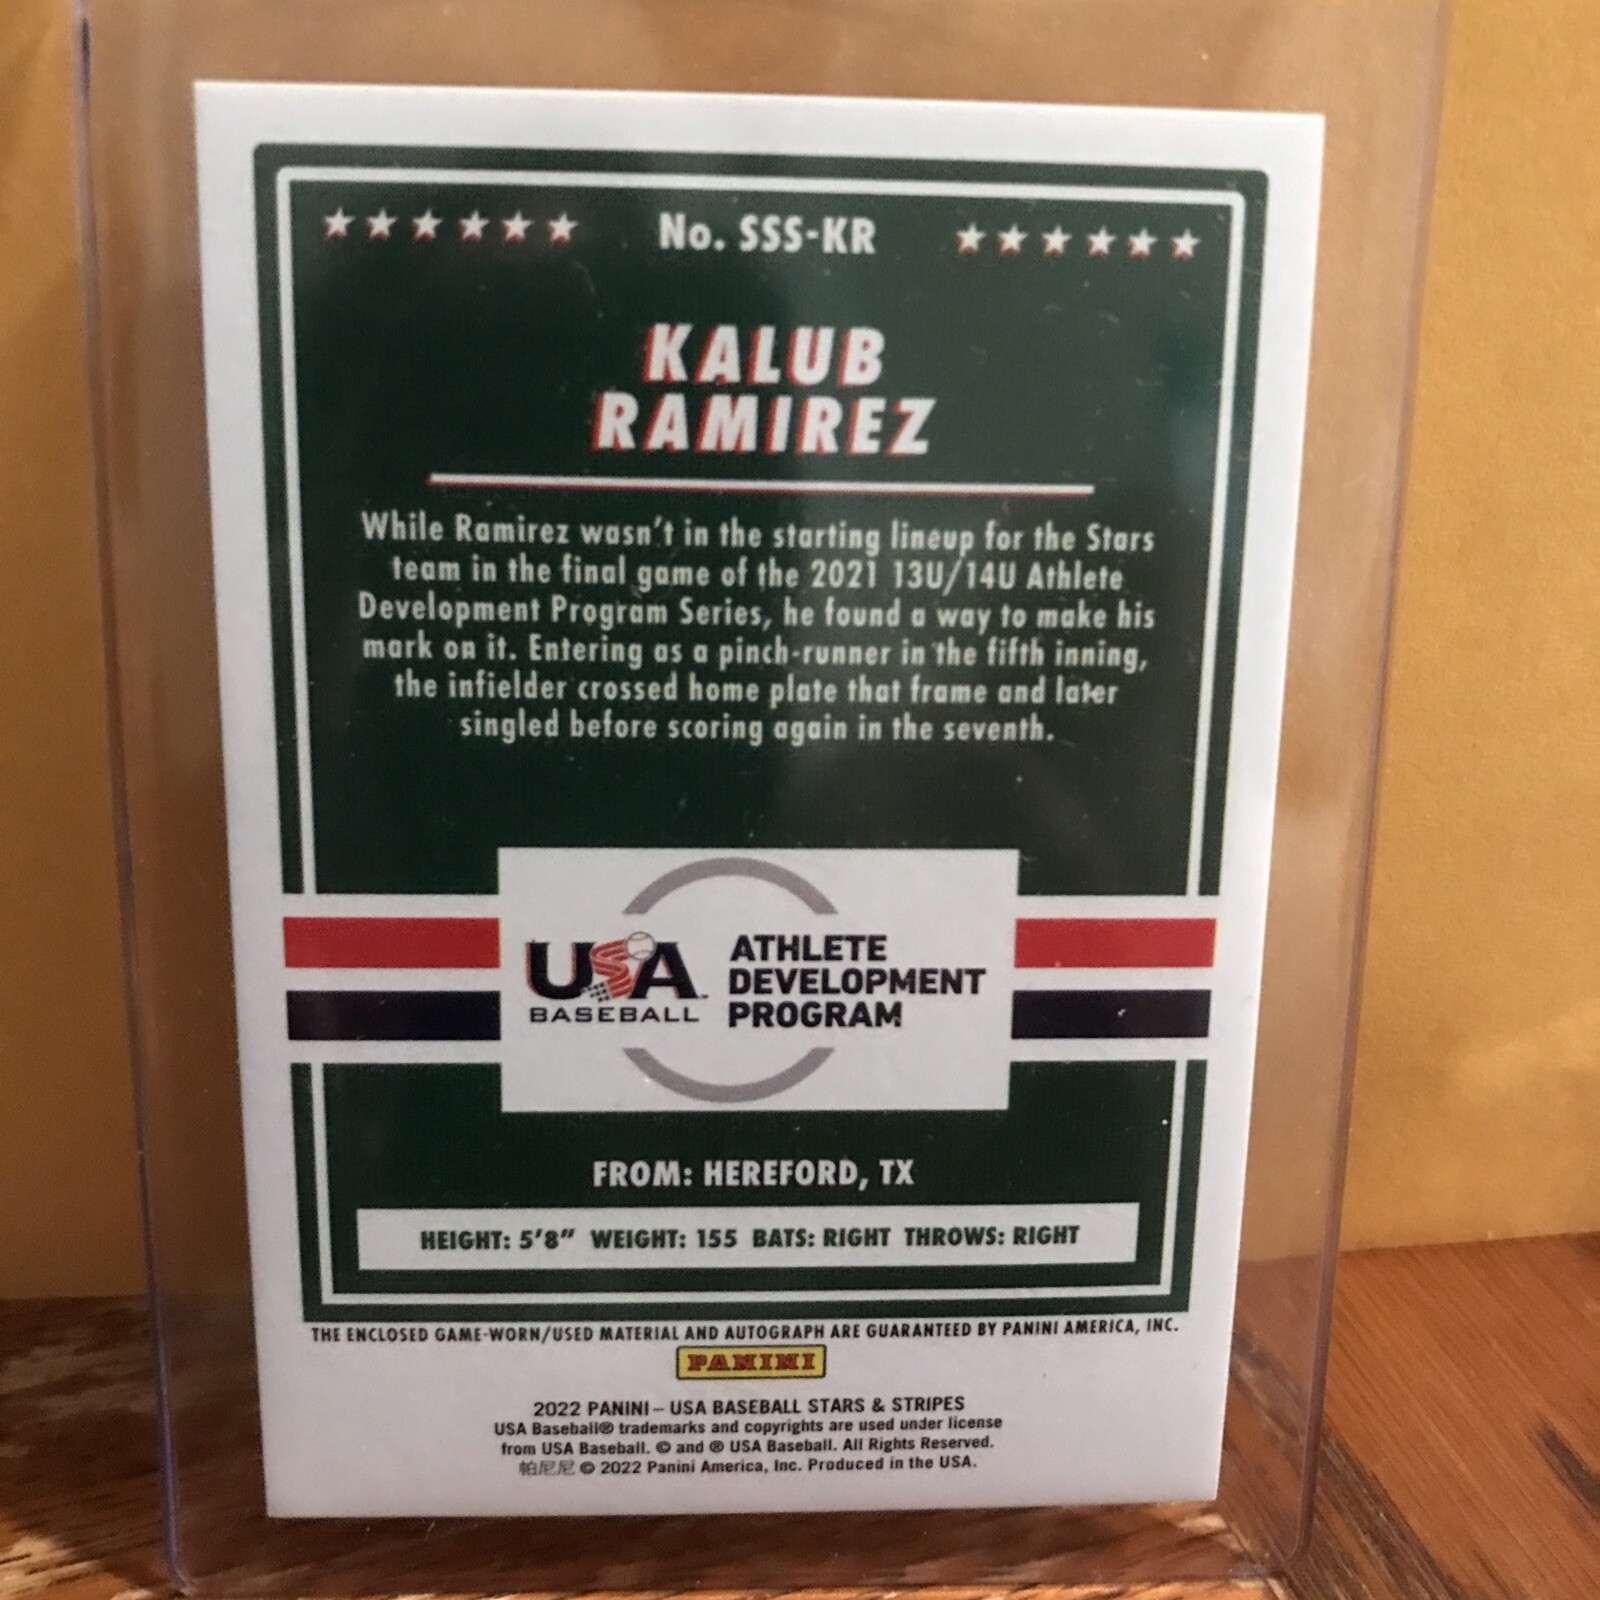 No. SSS-KR
KALUB
RAMIREZ
While Ramirez wasn't in the starting lineup for the Stars
team in the final game of the 2021 13U/14U Athlete
Development Program Series, he found a way to make his
mark on it. Entering as a pinch-runner in the fifth inning,
the infielder crossed home plate that frame and later
singled before scoring again in the seventh.
USA
BASEBALL
ATHLETE
DEVELOPMENT
PROGRAM
FROM: HEREFORD, TX
HEIGHT: 5'8" WEIGHT: 155 BATS: RIGHT THROWS: RIGHT
THE ENCLOSED GAME-WORN/USED MATERIAL AND AUTOGRAPH ARE GUARANTEED BY PANINI AMERICA, INC.
PANINI
2022 PANINI – USA BASEBALL STARS & STRIPES
USA Baseball® trademarks and copyrights are used under license
from USA Baseball. © and ® USA Baseball. All Rights Reserved.
帕尼尼 © 2022 Panini America, Inc. Produced in the USA.